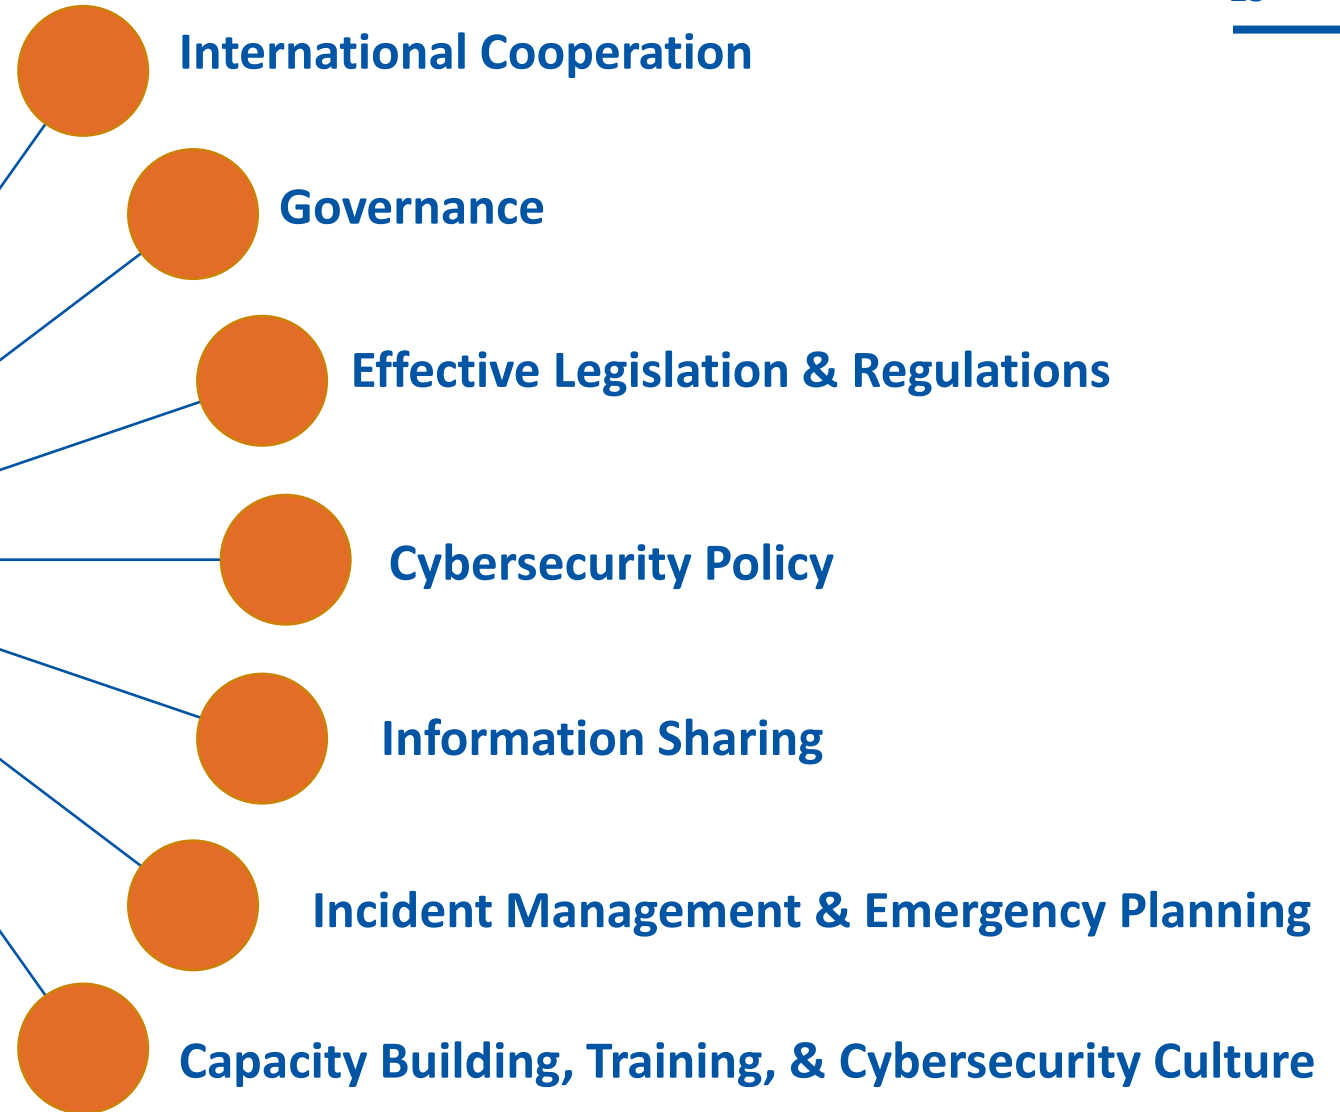 International Cooperation
Governance
Effective Legislation & Regulations
Cybersecurity Policy
Information Sharing
Incident Management & Emergency Planning
Capacity Building, Training, & Cybersecurity Culture